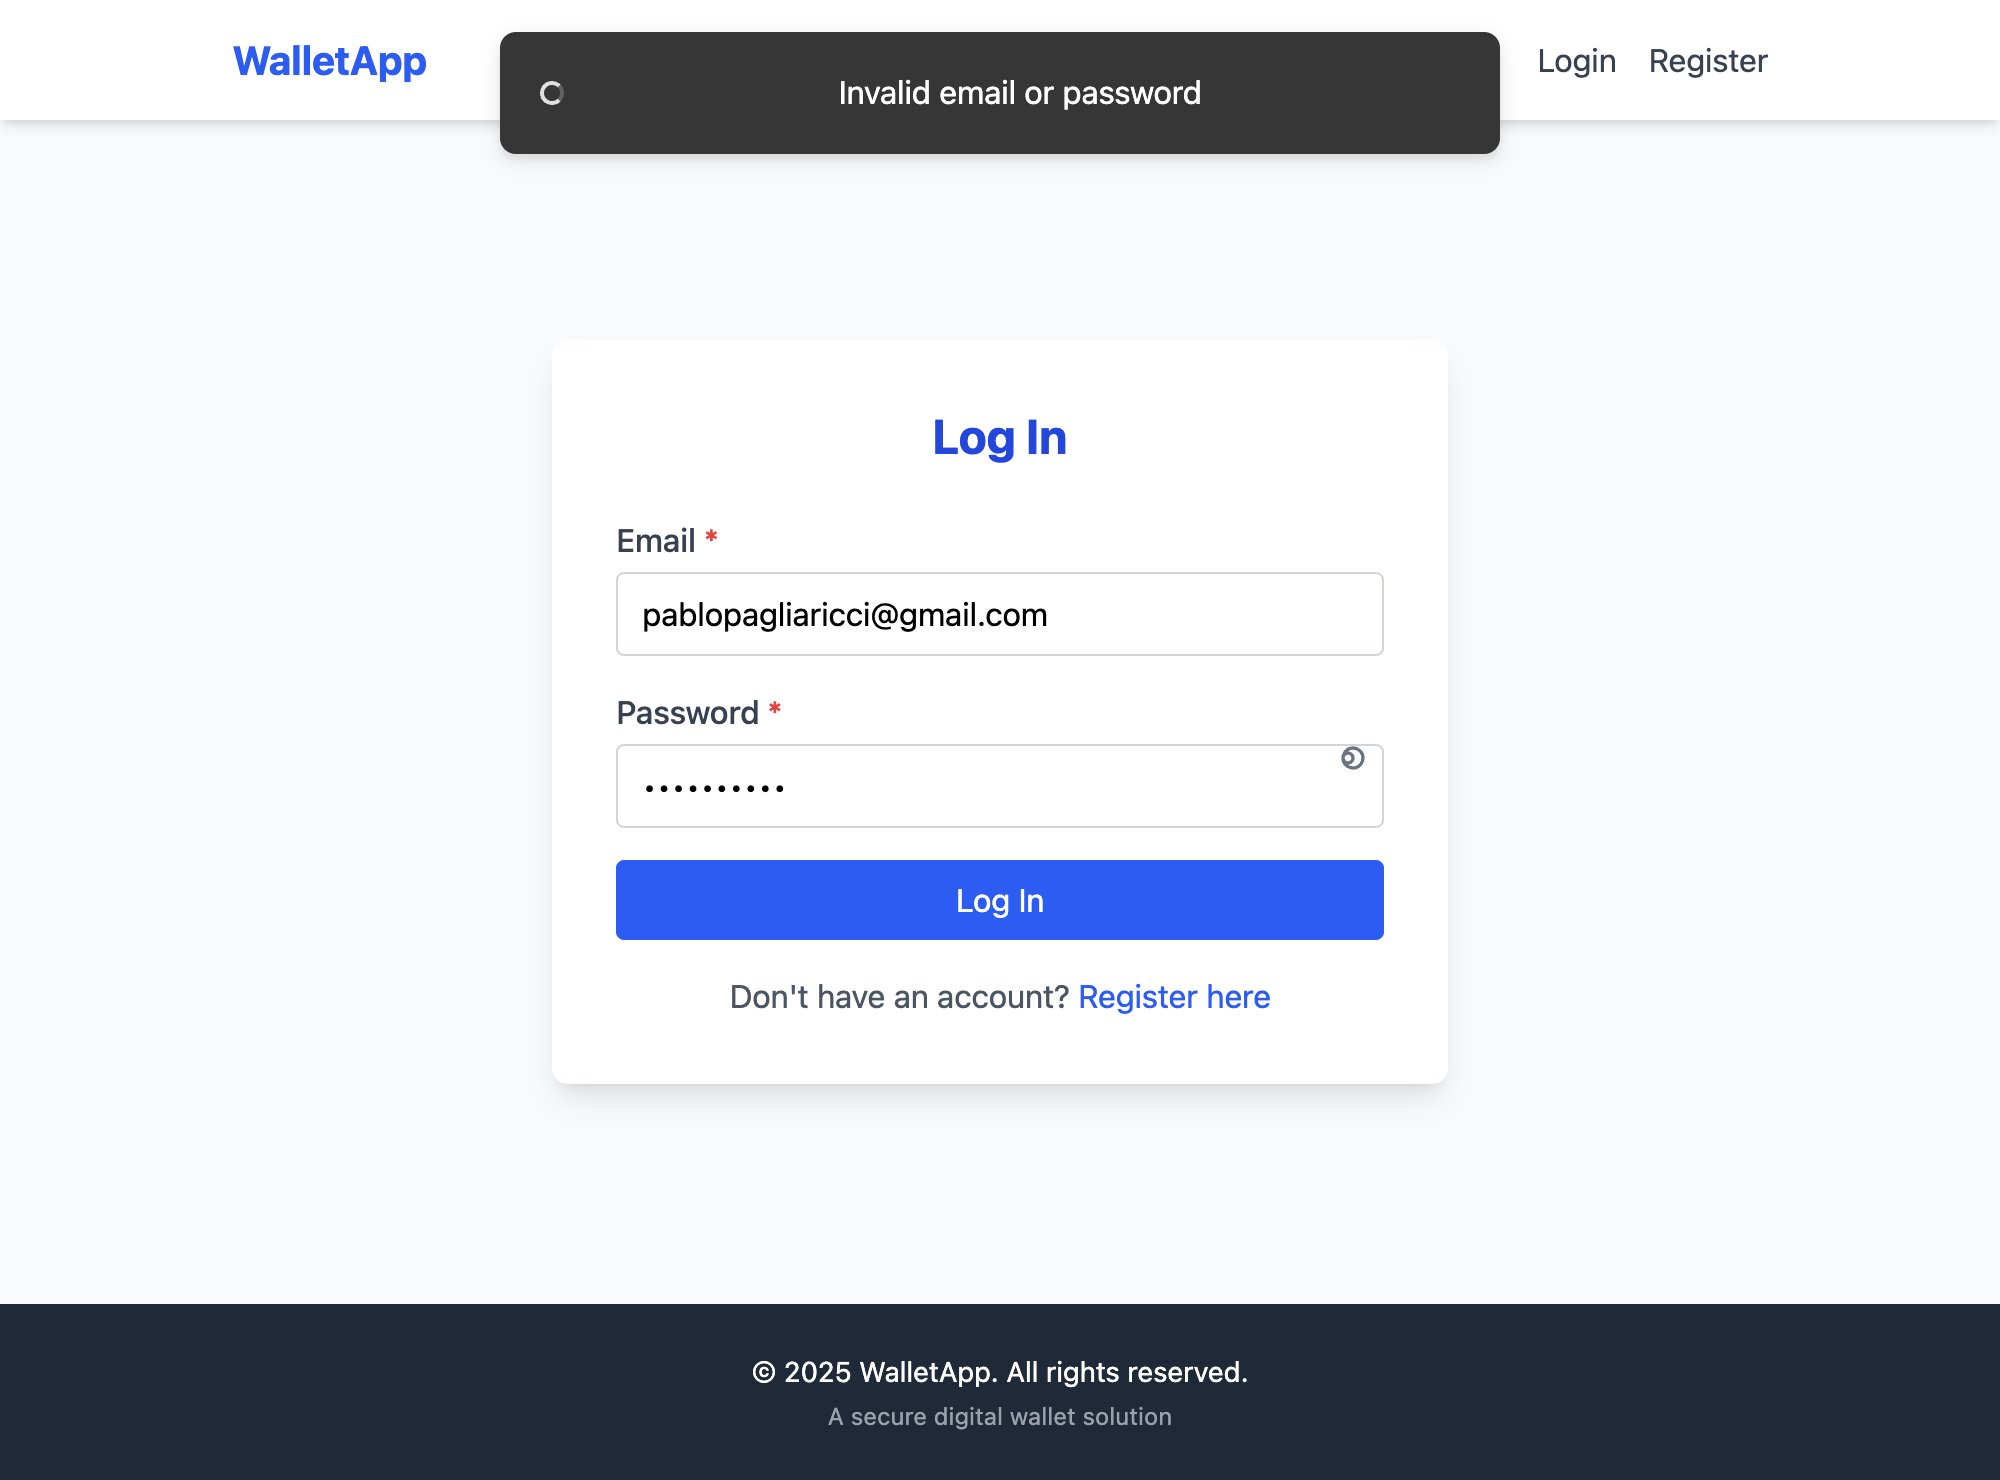 WalletApp
Invalid email or password
Login
Register
Log In
Email *
pablopagliaricci@gmail.com
Password *
••••••••••
Log In
Don't have an account? Register here
© 2025 WalletApp. All rights reserved.
A secure digital wallet solution